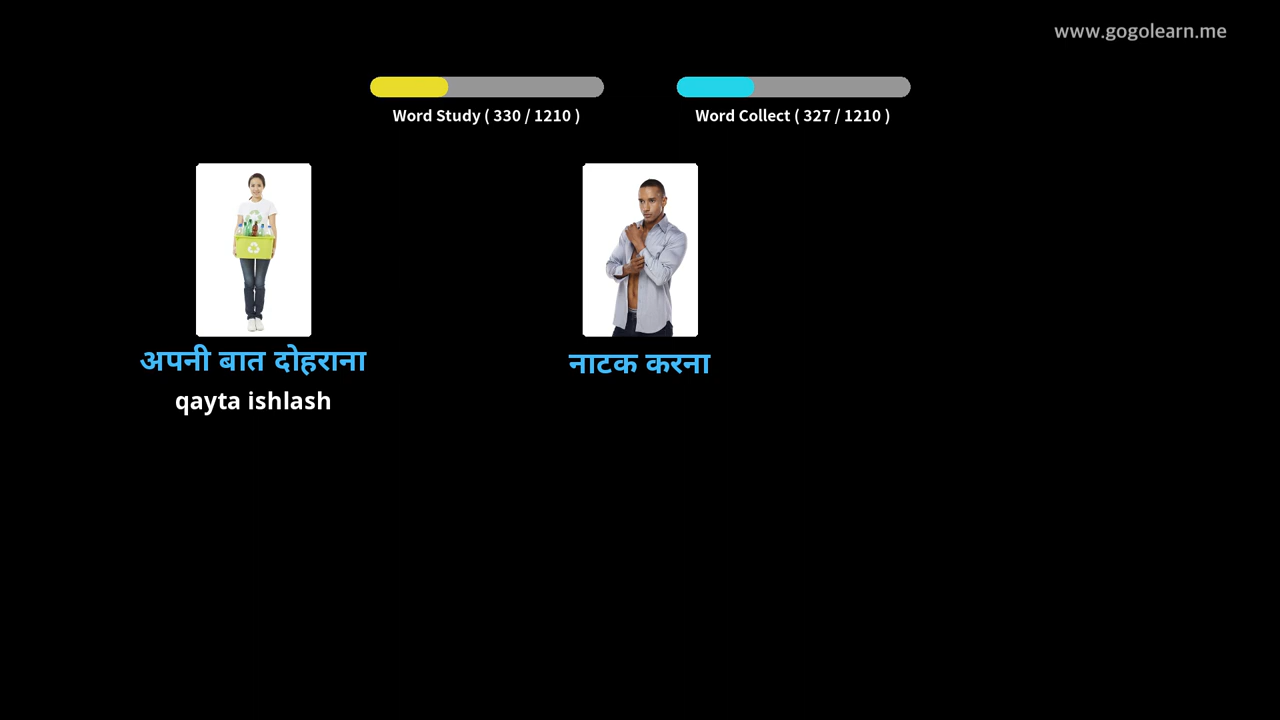 www.gogolearn.me
Word Study ( 330 / 1210 )
Word Collect ( 327 / 1210 )
अपनी बात दोहराना
qayta ishlash
नाटक करना